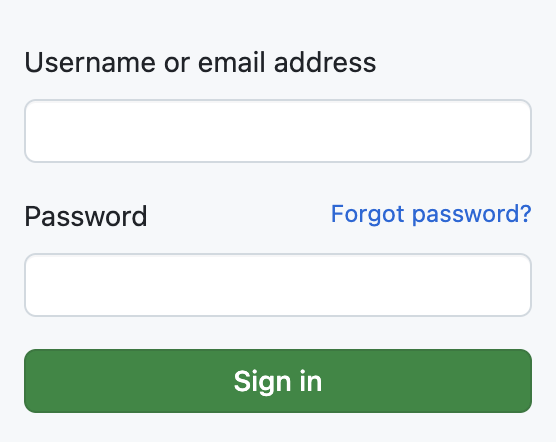 Username or email address
Password Forgot password?
Sign in